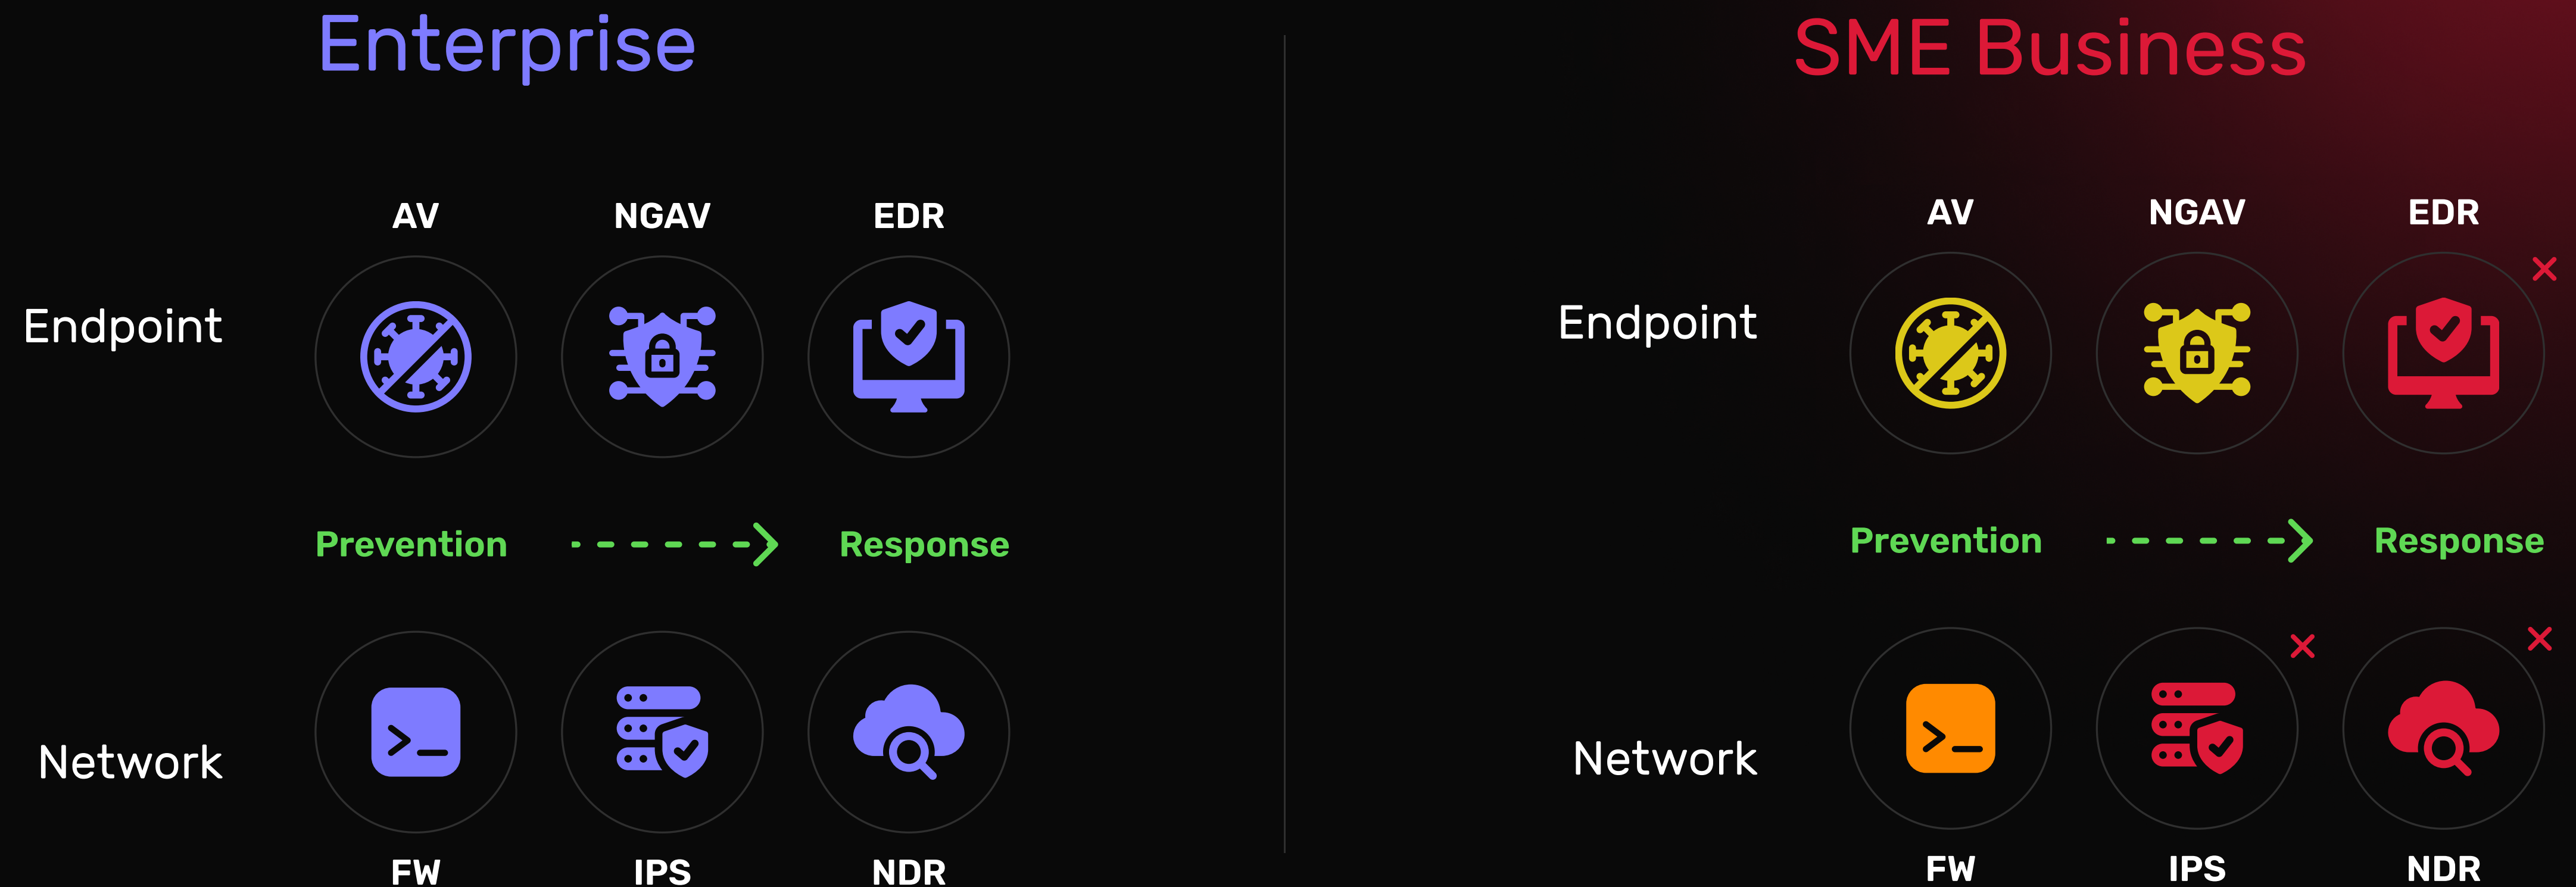 Enterprise
AV NGAV EDR
Endpoint
Prevention Response
Network
FW IPS NDR
SME Business
AV NGAV EDR
Endpoint
Prevention Response
Network
FW IPS NDR